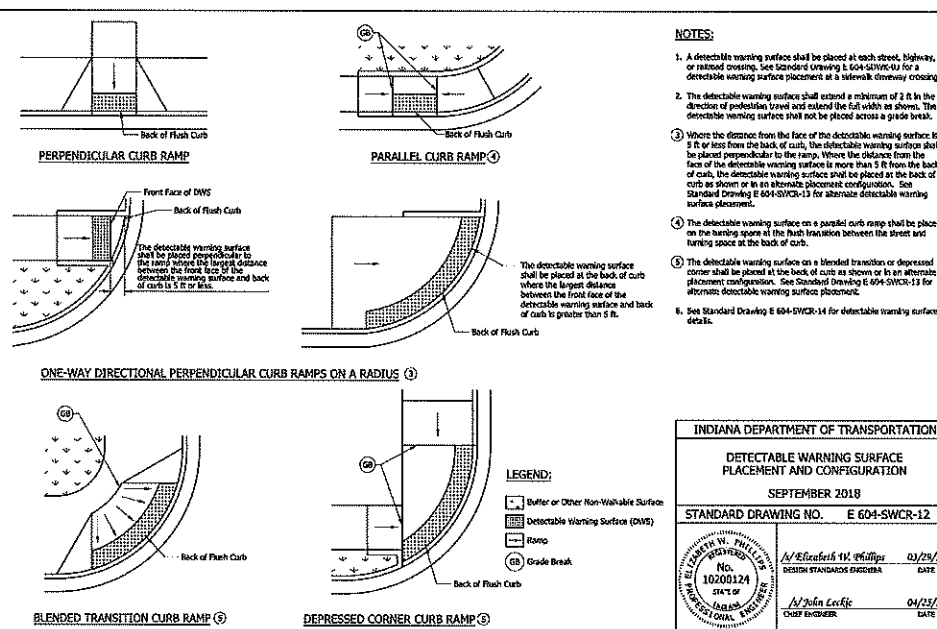 GB
Back of Flush Curb
PERPENDICULAR CURB RAMP
Back of Flush Curb
PARALLEL CURB RAMP 4
Front Face of DWS
Back of Flush Curb
The detectable warning surface
shall be placed perpendicular to
the ramp where the largest distance
between the front face of the
detectable warning surface and back
of curb is 5 ft or less.
The detectable warning surface
shall be placed at the back of curb
where the largest distance
between the front face of the
detectable warning surface and back
of curb is greater than 5 ft.
Back of Flush Curb
ONE-WAY DIRECTIONAL PERPENDICULAR CURB RAMPS ON A RADIUS 3
GB
Back of Flush Curb
BLENDED TRANSITION CURB RAMP 5
GB
Back of Flush Curb
DEPRESSED CORNER CURB RAMP 5
LEGEND:
Buffer or Other Non-Walkable Surface
Detectable Warning Surface (DWS)
Ramp
GB Grade Break
NOTES:
1. A detectable warning surface shall be placed at each street, highway,
or railroad crossing. See Standard Drawing E 604-SDWK-03 for a
detectable warning surface placement at a sidewalk driveway crossing
2. The detectable warning surface shall extend a minimum of 2 ft in the
direction of pedestrian travel and extend the full width as shown. The
detectable warning surface shall not be placed across a grade break.
3 Where the distance from the face of the detectable warning surface is
5 ft or less from the back of curb, the detectable warning surface shal
be placed perpendicular to the ramp. Where the distance from the
face of the detectable warning surface is more than 5 ft from the back
of curb, the detectable warning surface shall be placed at the back of
curb as shown or in an alternate placement configuration. See
Standard Drawing E 604-SWCR-13 for alternate detectable warning
surface placement.
4 The detectable warning surface on a parallel curb ramp shall be place
on the turning space at the flush transition between the street and
turning space at the back of curb.
5 The detectable warning surface on a blended transition or depressed
corner shall be placed at the back of curb as shown or in an alternate
placement configuration. See Standard Drawing E 604-SWCR-13 for
alternate detectable warning surface placement.
6. See Standard Drawing E 604-SWCR-14 for detectable warning surface
details.
INDIANA DEPARTMENT OF TRANSPORTATION
DETECTABLE WARNING SURFACE
PLACEMENT AND CONFIGURATION
SEPTEMBER 2018
STANDARD DRAWING NO. E 604-SWCR-12
ELIZABETH W. PHILLIPS
REGISTERED
No.
10200124
STATE OF
INDIANA
PROFESSIONAL ENGINEER
/s/ Elizabeth W. Phillips 03/29/
DESIGN STANDARDS ENGINEER DATE
/s/ John Leckie 04/25/
CHIEF ENGINEER DATE